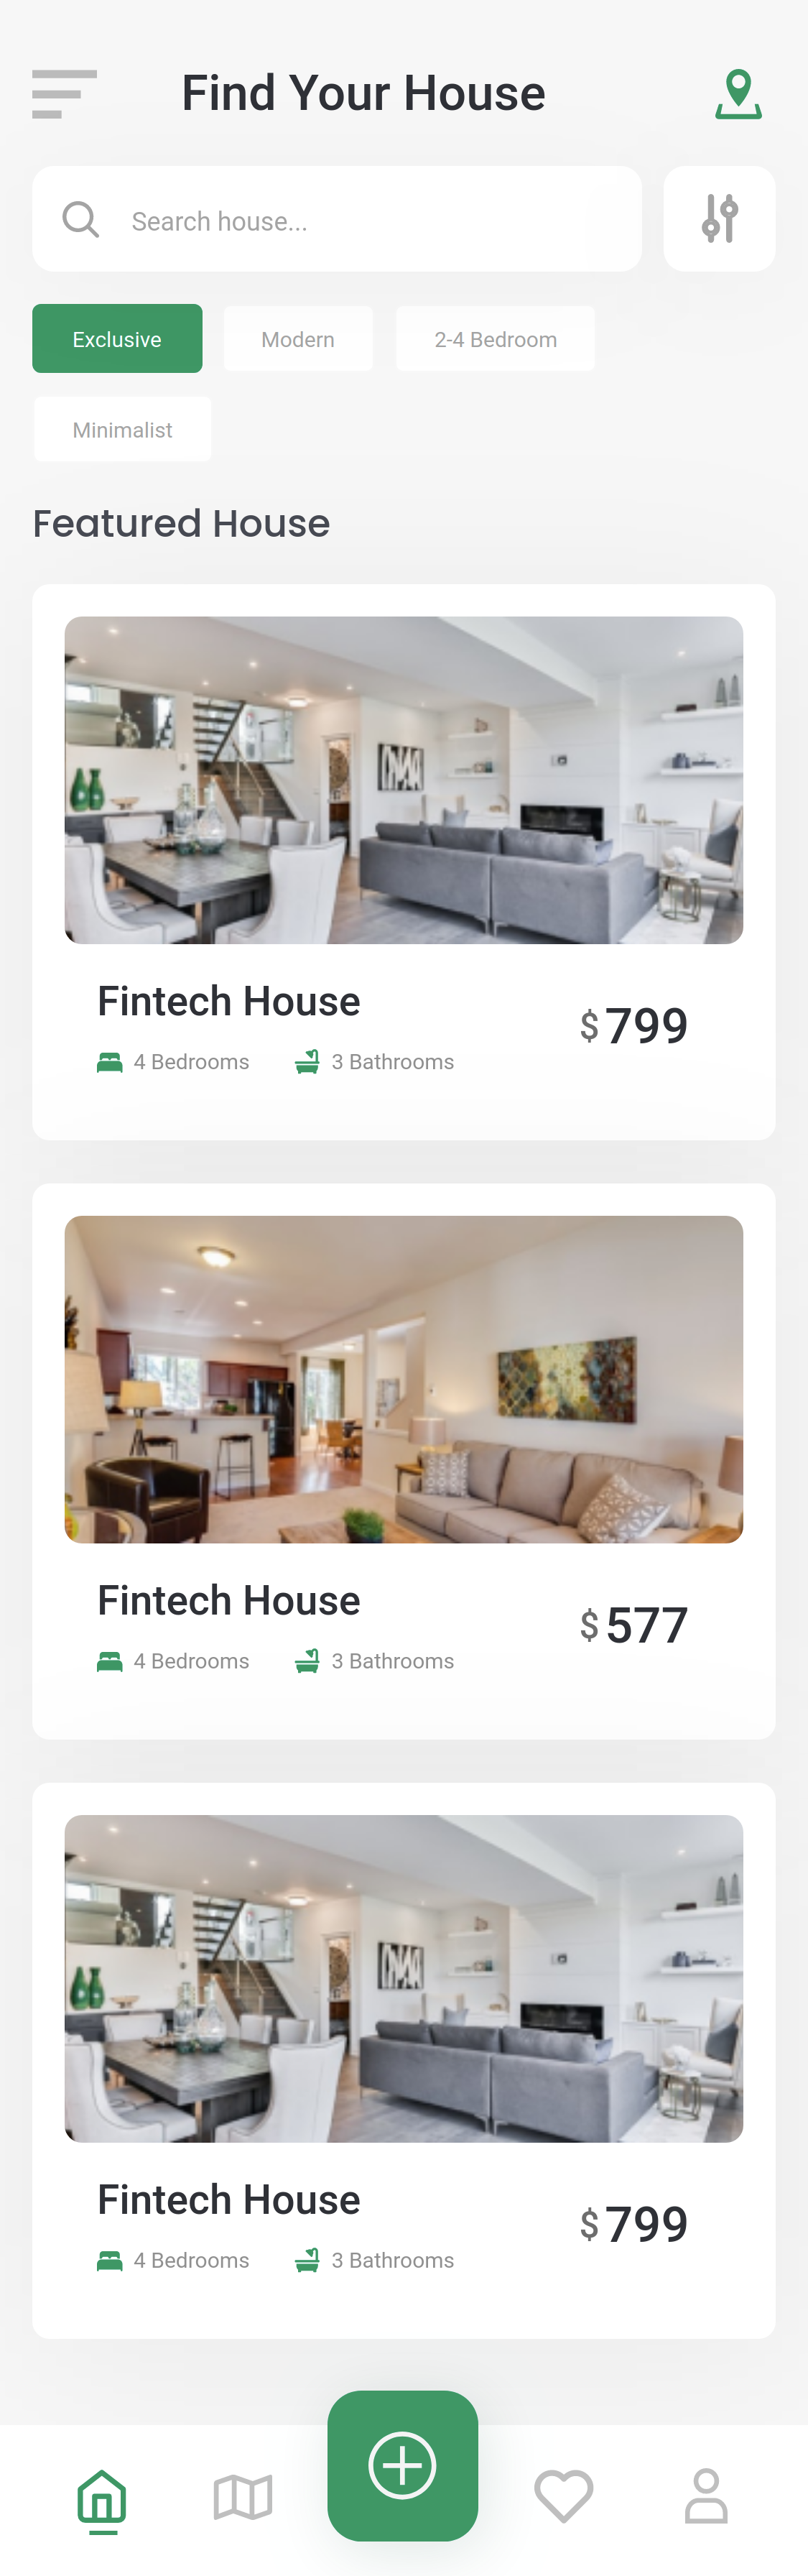 Find Your House
Search house...
Exclusive
Modern
2-4 Bedroom
Minimalist
Featured House
Fintech House
$ 799
4 Bedrooms
3 Bathrooms
Fintech House
$ 577
4 Bedrooms
3 Bathrooms
Fintech House
$ 799
4 Bedrooms
3 Bathrooms